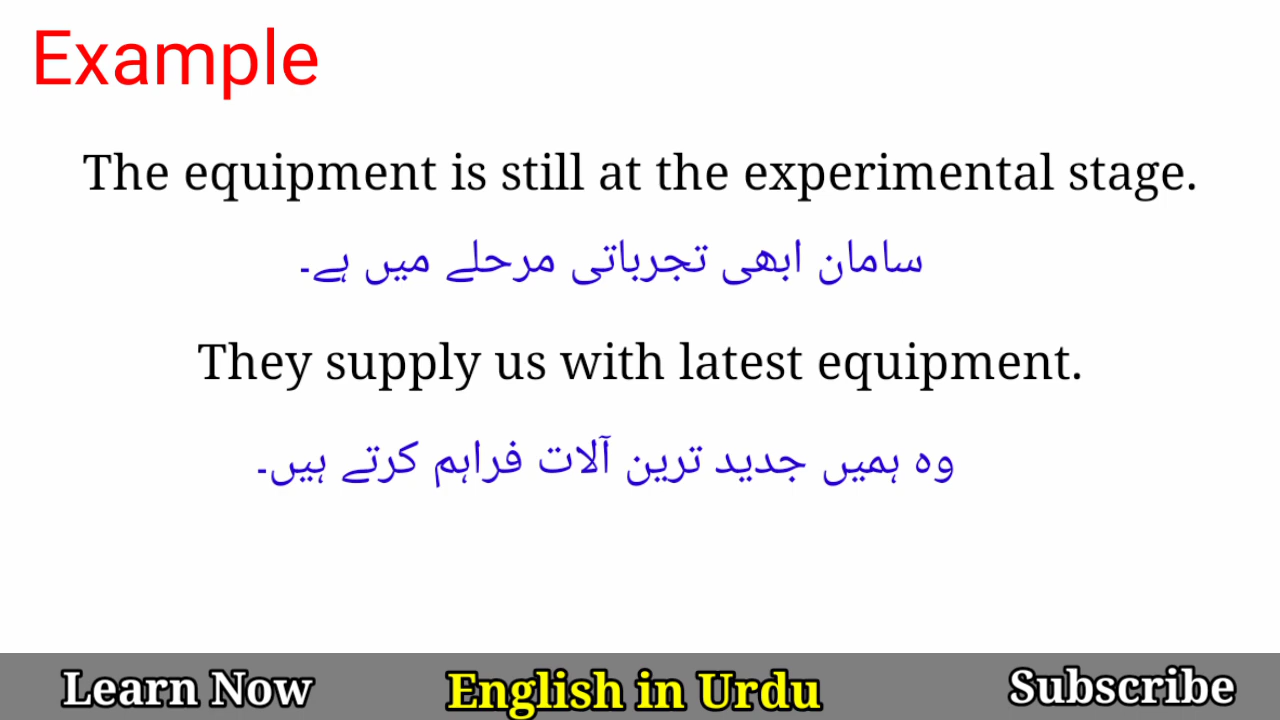 Example
The equipment is still at the experimental stage.
سامان ابھی تجرباتی مرحلے میں ہے۔
They supply us with latest equipment.
وہ ہمیں جدید ترین آلات فراہم کرتے ہیں۔
Learn Now English in Urdu Subscribe